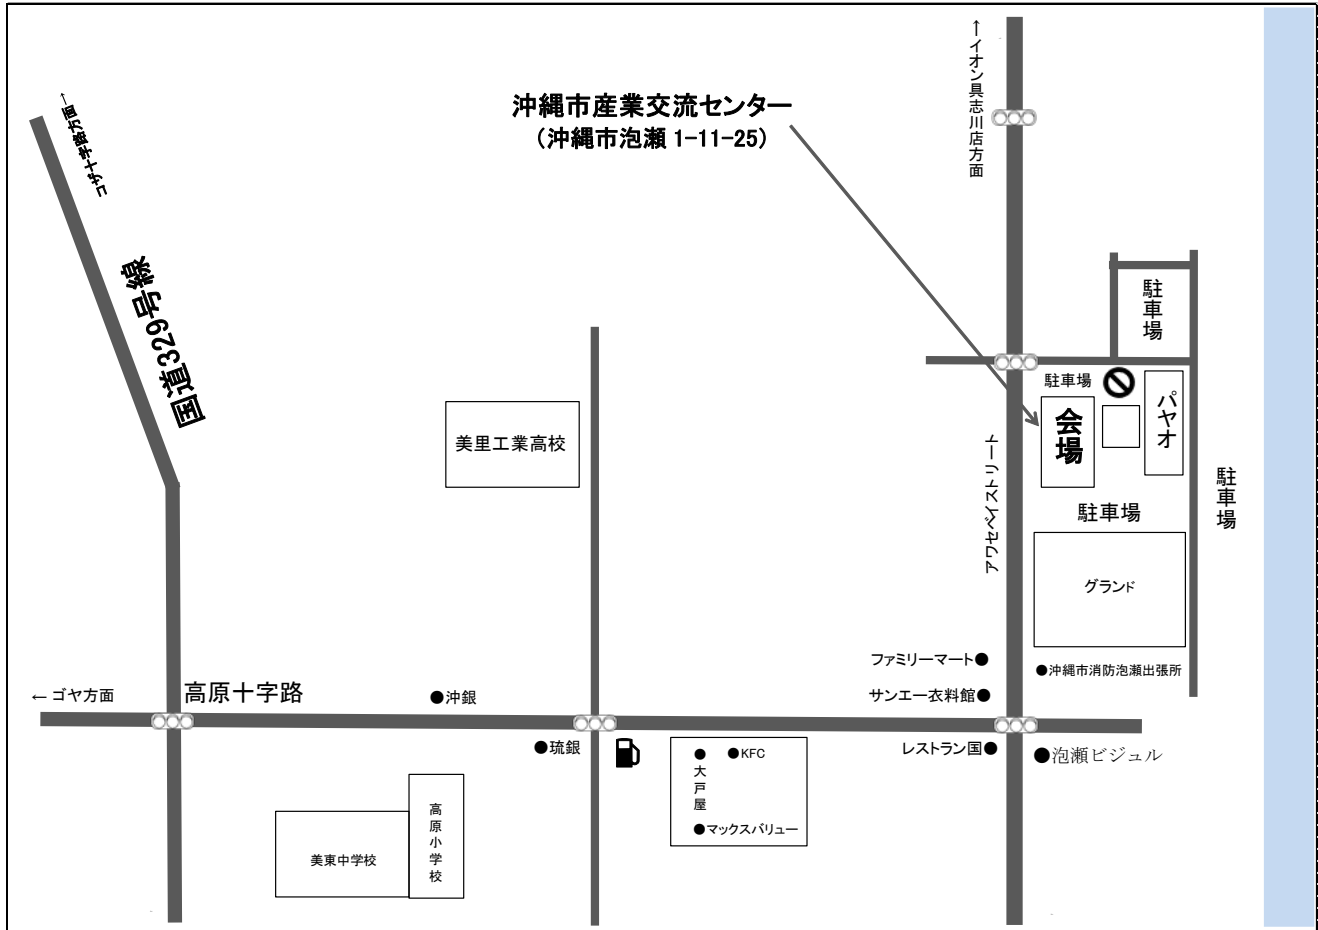 ↑イオン具志川店方面
コザ十字路方面→
沖縄市産業交流センター
（沖縄市泡瀬 1-11-25）
国道329号線
駐車場
駐車場
会場
パヤオ
美里工業高校
アワセベイストリート
駐車場
駐車場
グランド
ファミリーマート●
●沖縄市消防泡瀬出張所
← ゴヤ方面
高原十字路
●沖銀
サンエー衣料館●
●琉銀
レストラン国●
●泡瀬ビジュル
●大戸屋
●KFC
●マックスバリュー
高原小学校
美東中学校